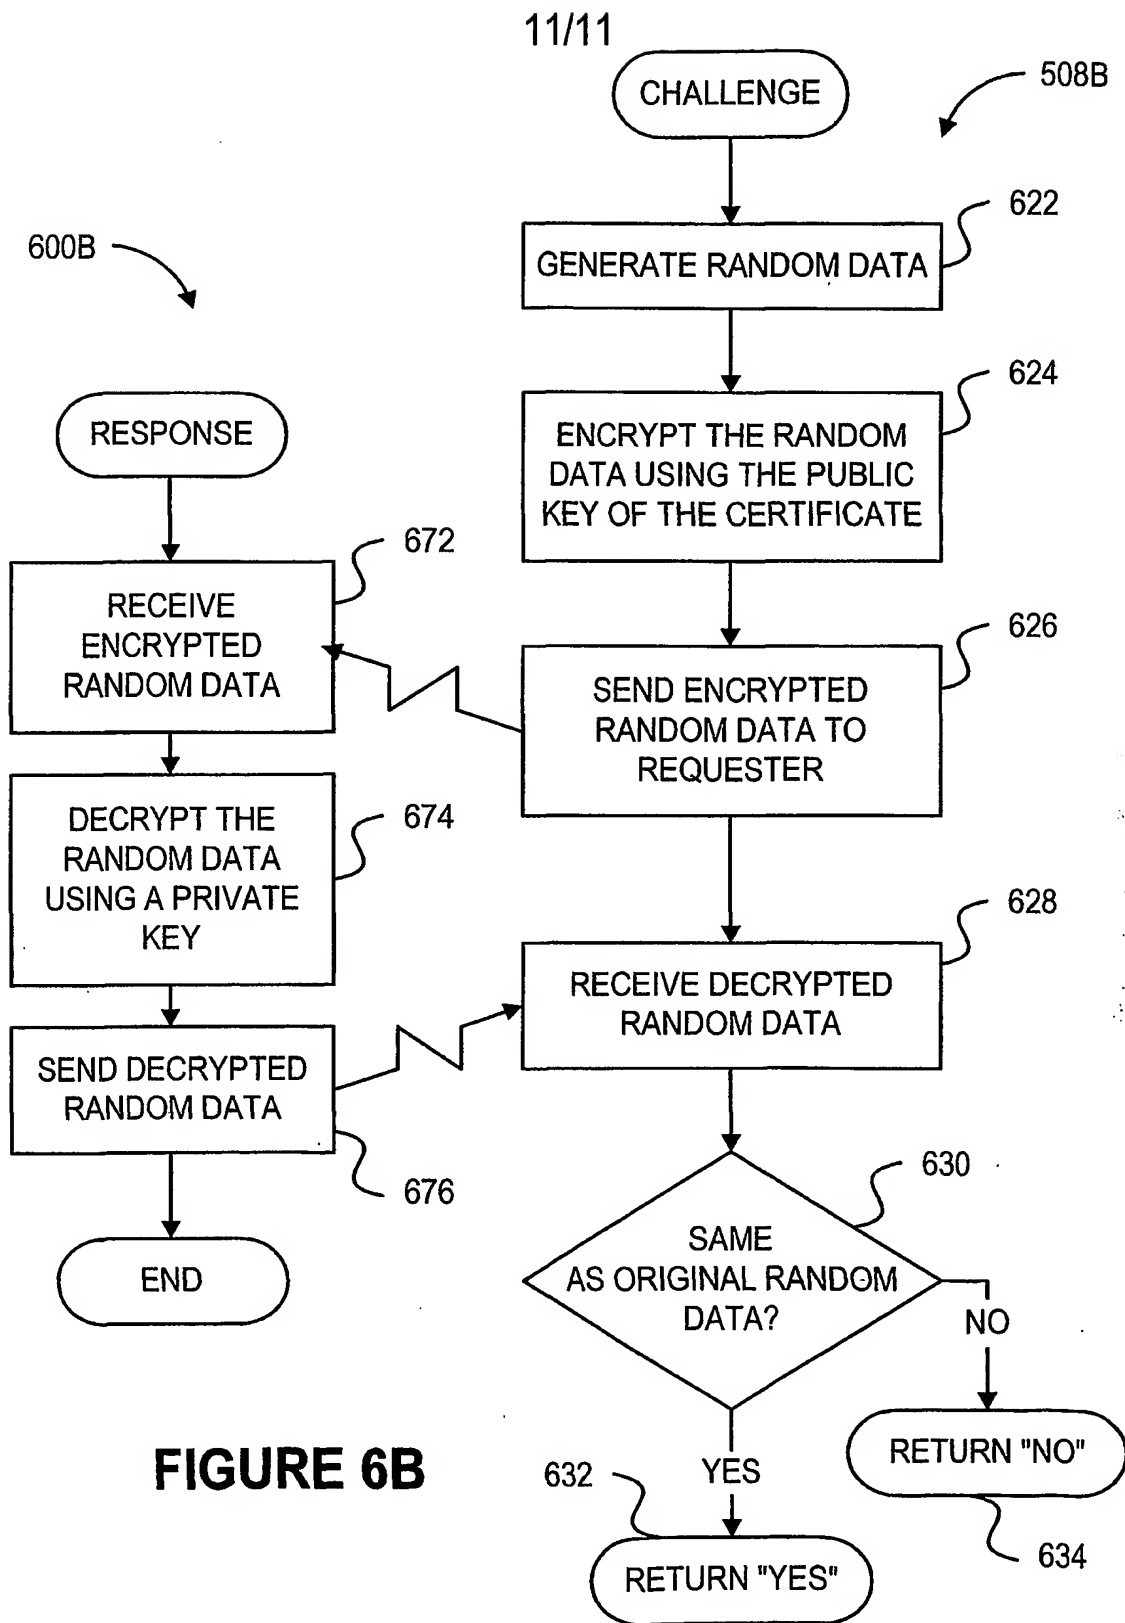 11/11
CHALLENGE
508B
622
GENERATE RANDOM DATA
600B
624
ENCRYPT THE RANDOM
DATA USING THE PUBLIC
KEY OF THE CERTIFICATE
RESPONSE
672
RECEIVE
ENCRYPTED
RANDOM DATA
626
SEND ENCRYPTED
RANDOM DATA TO
REQUESTER
674
DECRYPT THE
RANDOM DATA
USING A PRIVATE
KEY
628
RECEIVE DECRYPTED
RANDOM DATA
SEND DECRYPTED
RANDOM DATA
676
END
630
SAME
AS ORIGINAL RANDOM
DATA?
NO
RETURN "NO"
634
YES
632
RETURN "YES"
FIGURE 6B